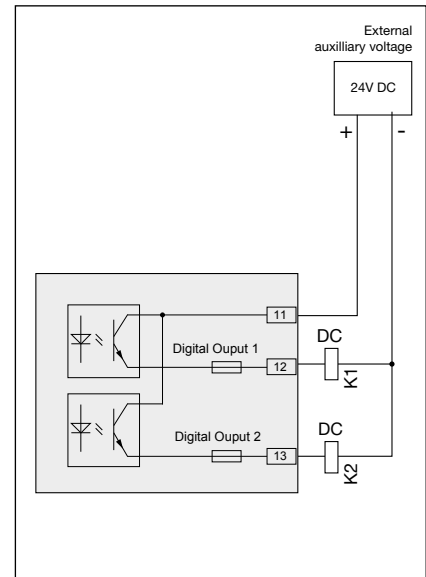 External
auxilliary voltage
24V DC
+ -
11
Digital Ouput 1
12
DC
K1
Digital Ouput 2
13
DC
K2